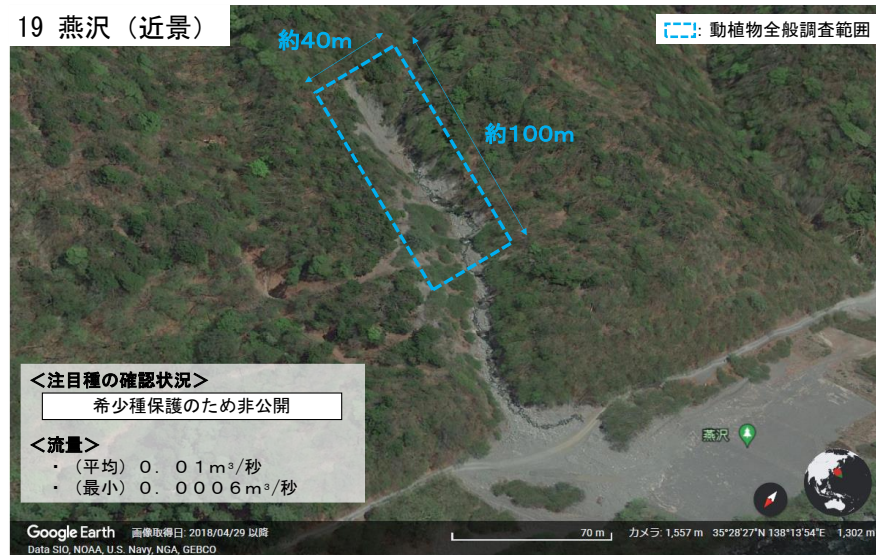 19 燕沢（近景）
動植物全般調査範囲
約40m
約100m
＜注目種の確認状況＞
希少種保護のため非公開
＜流量＞
・（平均）０．０１ｍ³/秒
・（最小）０．０００６ｍ³/秒
燕沢
Google Earth 画像取得日: 2018/04/29 以降
70 m
カメラ: 1,557 m 35°28'27"N 138°13'54"E 1,302 m
Data SIO, NOAA, U.S. Navy, NGA, GEBCO